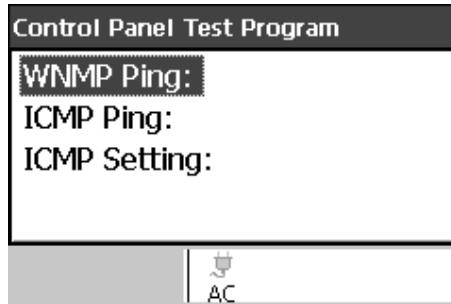 Control Panel Test Program
WNMP Ping:
ICMP Ping:
ICMP Setting:
AC